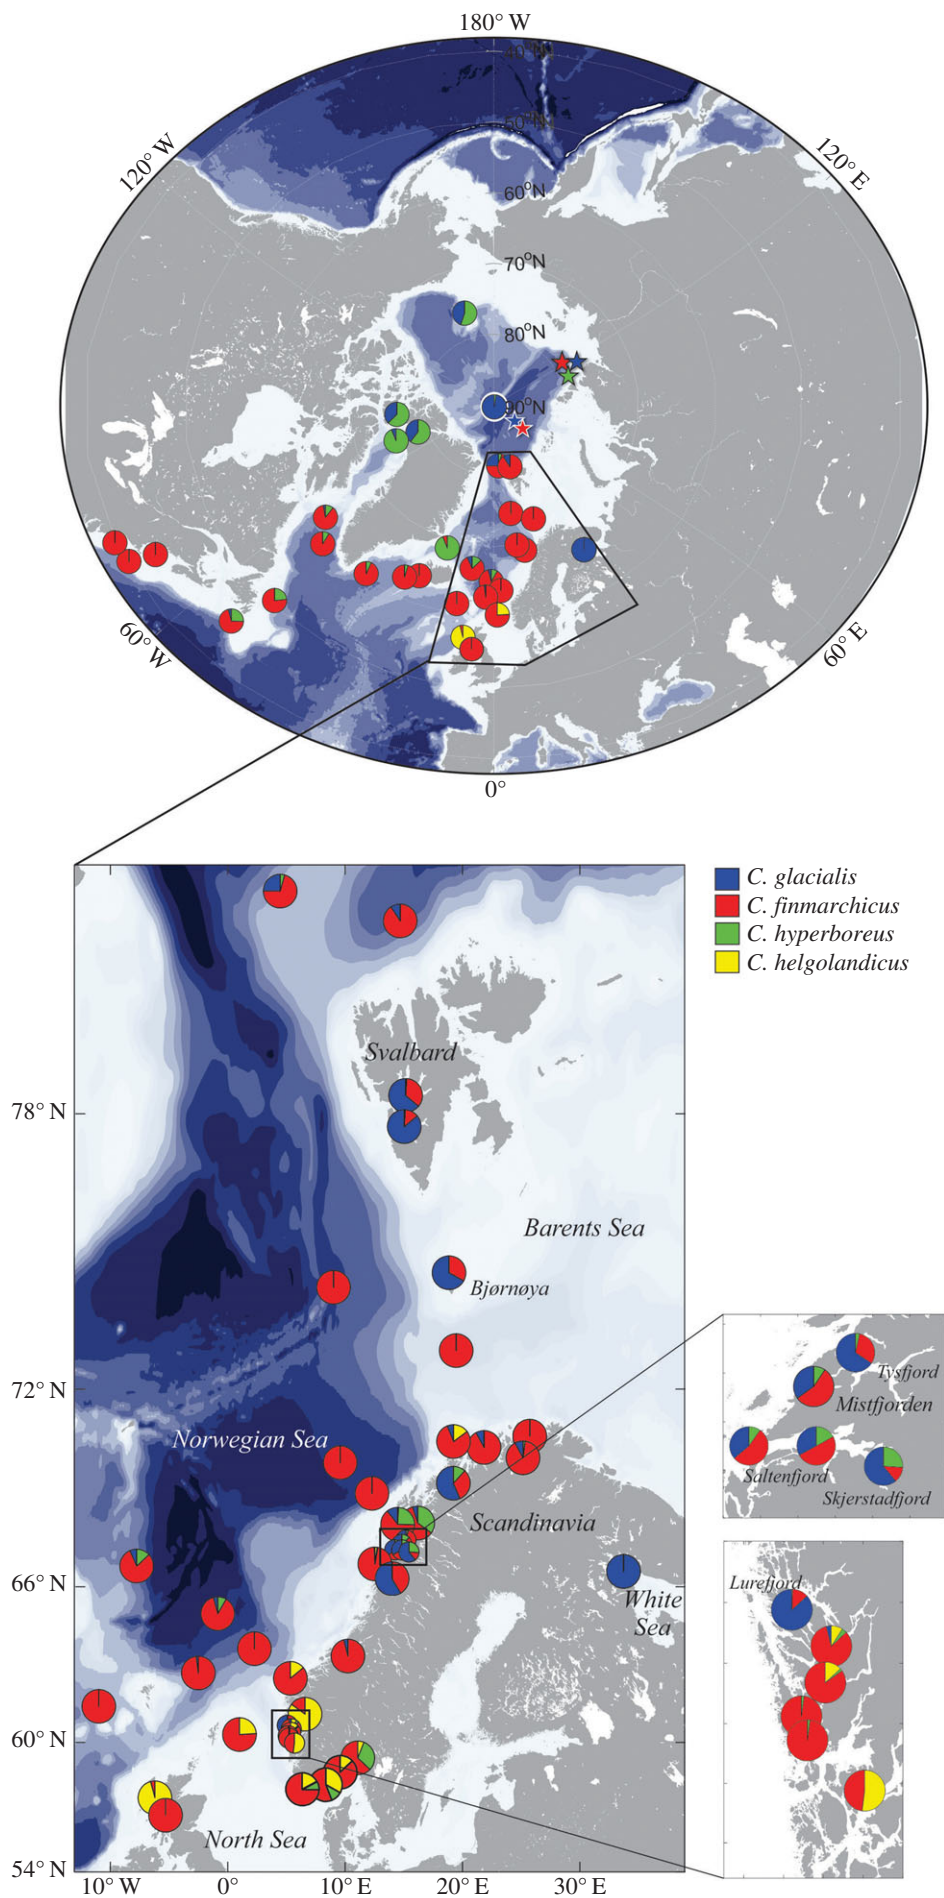 180° W
120° W
120° E
40°N
50°N
60°N
70°N
80°N
90°N
60° W
60° E
0°
C. glacialis
C. finmarchicus
C. hyperboreus
C. helgolandicus
Svalbard
78° N
Barents Sea
Bjørnøya
72° N
Norwegian Sea
Scandinavia
66° N
White
Sea
60° N
North Sea
54° N
10° W
0°
10° E
20° E
30° E
Tysfjord
Mistfjorden
Saltenfjord
Skjerstadfjord
Lurefjord